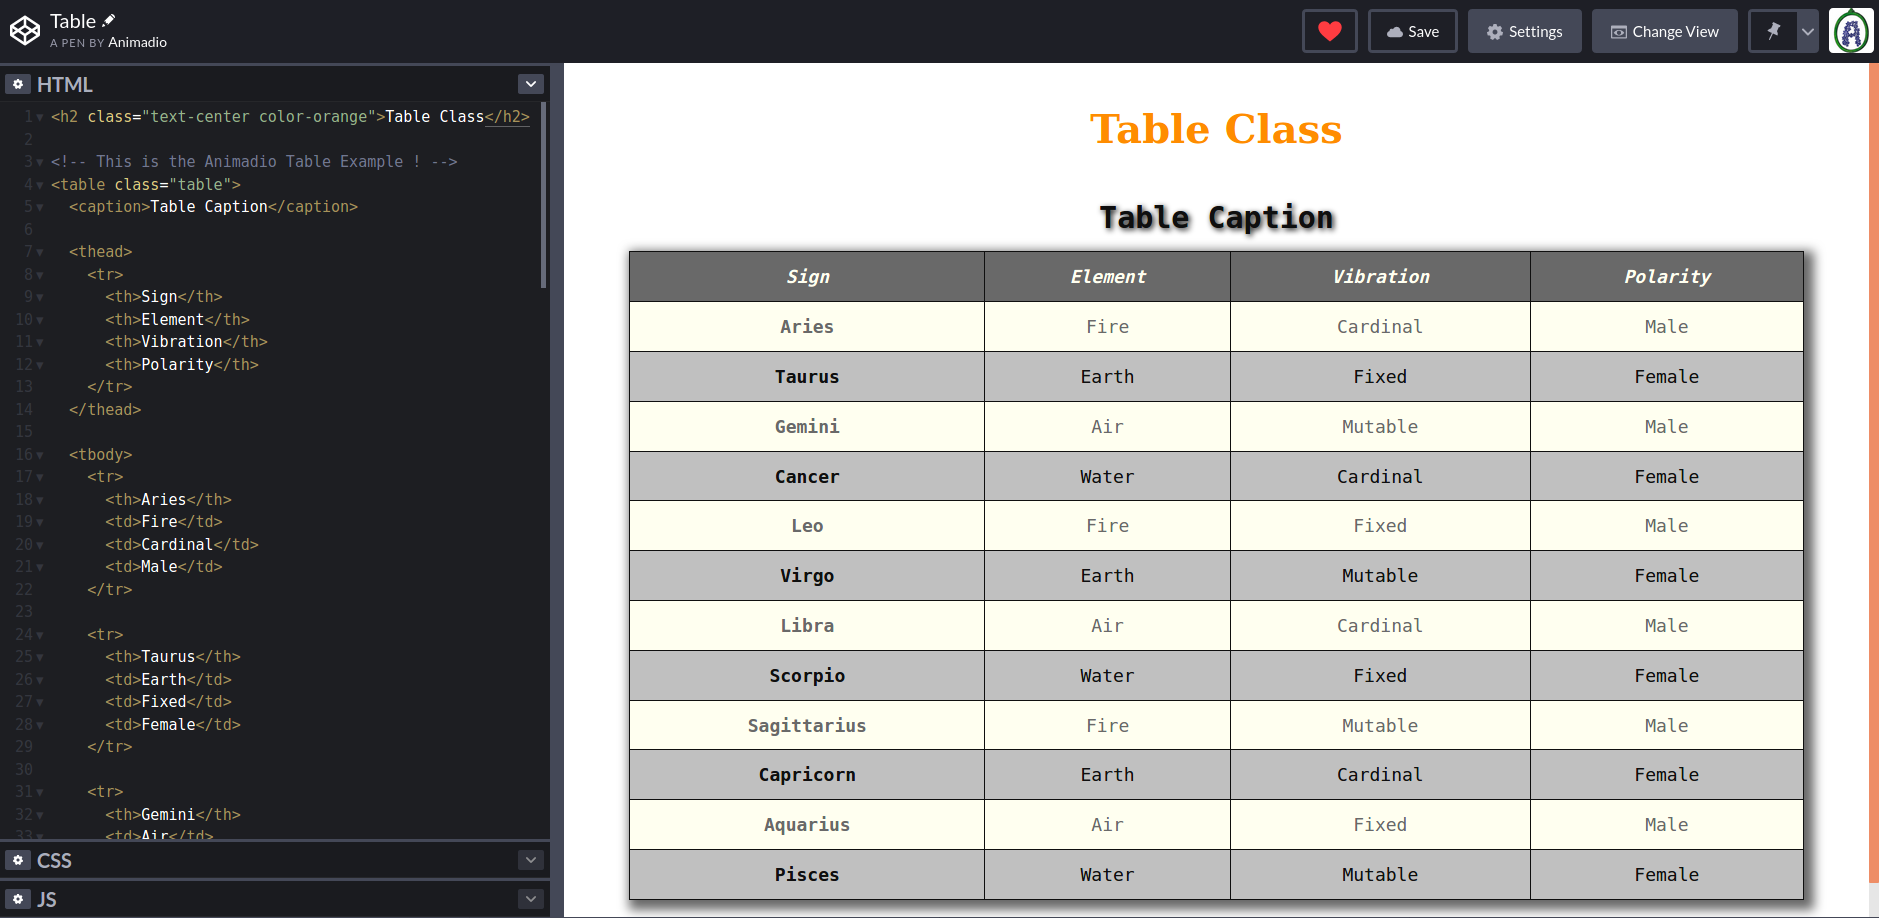 Table
A PEN BY Animadio
Save
Settings
Change View
HTML
1 <h2 class="text-center color-orange">Table Class</h2>
2
3 <!-- This is the Animadio Table Example ! -->
4 <table class="table">
5 <caption>Table Caption</caption>
6
7 <thead>
8 <tr>
9 <th>Sign</th>
10 <th>Element</th>
11 <th>Vibration</th>
12 <th>Polarity</th>
13 </tr>
14 </thead>
15
16 <tbody>
17 <tr>
18 <th>Aries</th>
19 <td>Fire</td>
20 <td>Cardinal</td>
21 <td>Male</td>
22 </tr>
23
24 <tr>
25 <th>Taurus</th>
26 <td>Earth</td>
27 <td>Fixed</td>
28 <td>Female</td>
29 </tr>
30
31 <tr>
32 <th>Gemini</th>
33 <td>Air</td>
CSS
JS
Table Class
Table Caption
Sign Element Vibration Polarity
Aries Fire Cardinal Male
Taurus Earth Fixed Female
Gemini Air Mutable Male
Cancer Water Cardinal Female
Leo Fire Fixed Male
Virgo Earth Mutable Female
Libra Air Cardinal Male
Scorpio Water Fixed Female
Sagittarius Fire Mutable Male
Capricorn Earth Cardinal Female
Aquarius Air Fixed Male
Pisces Water Mutable Female